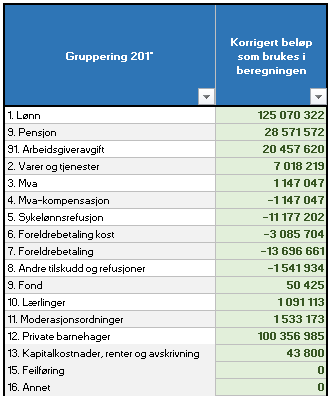 Gruppering 201*
Korrigert beløp
som brukes i
beregningen
1. Lønn 125 070 322
9. Pensjon 28 571 572
91. Arbeidsgiveravgift 20 457 620
2. Varer og tjenester 7 018 219
3. Mva 1 147 047
4. Mva-kompensasjon -1 147 047
5. Sykelønnsrefusjon -11 177 202
6. Foreldrebetaling kost -3 085 704
7. Foreldrebetaling -13 696 661
8. Andre tilskudd og refusjoner -1 541 934
9. Fond 50 425
10. Lærlinger 1 091 113
11. Moderasjonsordninger 1 533 173
12. Private barnehager 100 356 985
13. Kapitalkostnader, renter og avskrivning 43 800
15. Feilføring 0
16. Annet 0